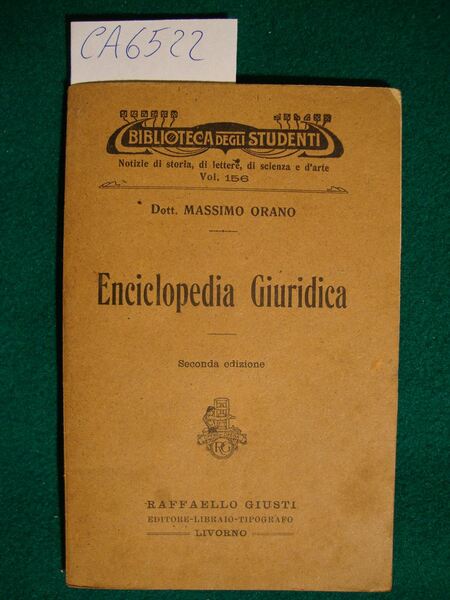 CA6522
BIBLIOTECA DEGLI STUDENTI
Notizie di storia, di lettere, di scienza e d'arte
Vol. 156
Dott. MASSIMO ORANO
Enciclopedia Giuridica
Seconda edizione
RG
RAFFAELLO GIUSTI
EDITORE-LIBRAIO-TIPOGRAFO
LIVORNO